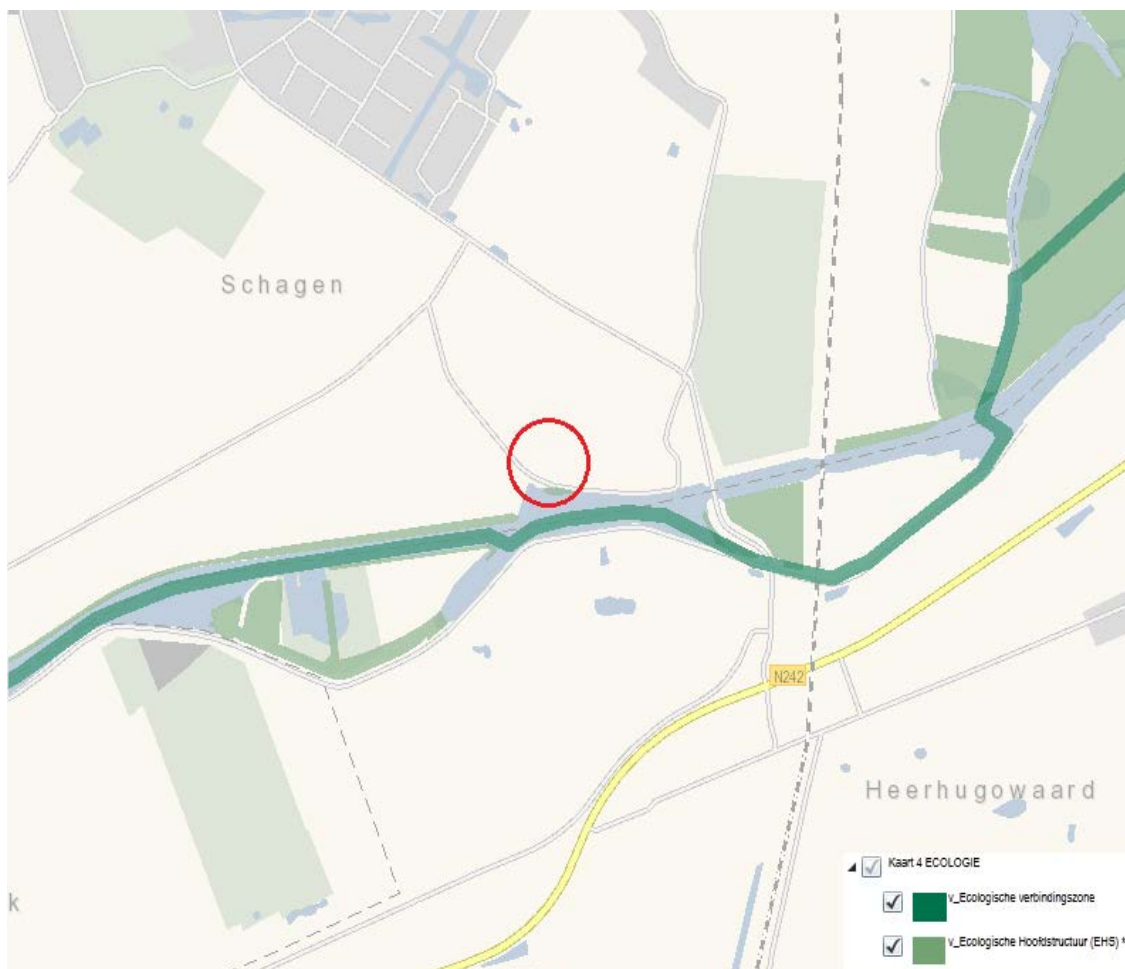 Schagen
N242
Heerhugowaard
k
Kaart 4 ECOLOGIE
v_Ecologische verbindingszone
v_Ecologische Hoofdstructuur (EHS) *